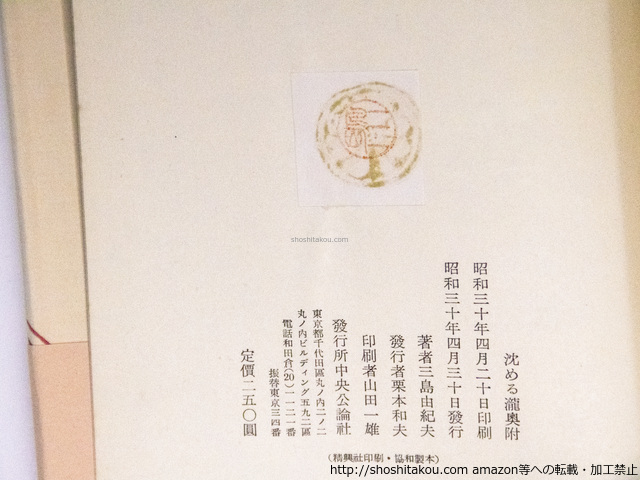 沈める瀧奧附
昭和三十年四月二十日印刷
昭和三十年四月三十日發行
著者三島由紀夫
發行者栗本和夫
印刷者山田一雄
發行所中央公論社
東京都千代田區丸ノ内二ノ二
丸ノ内ビルディング五九二區
電話和田倉(20)一一二一番
振替東京三四番
定價二五〇圓
(精興社印刷・協和製本)
shoshitakou.com
http://shoshitakou.com amazon等への転載・加工禁止